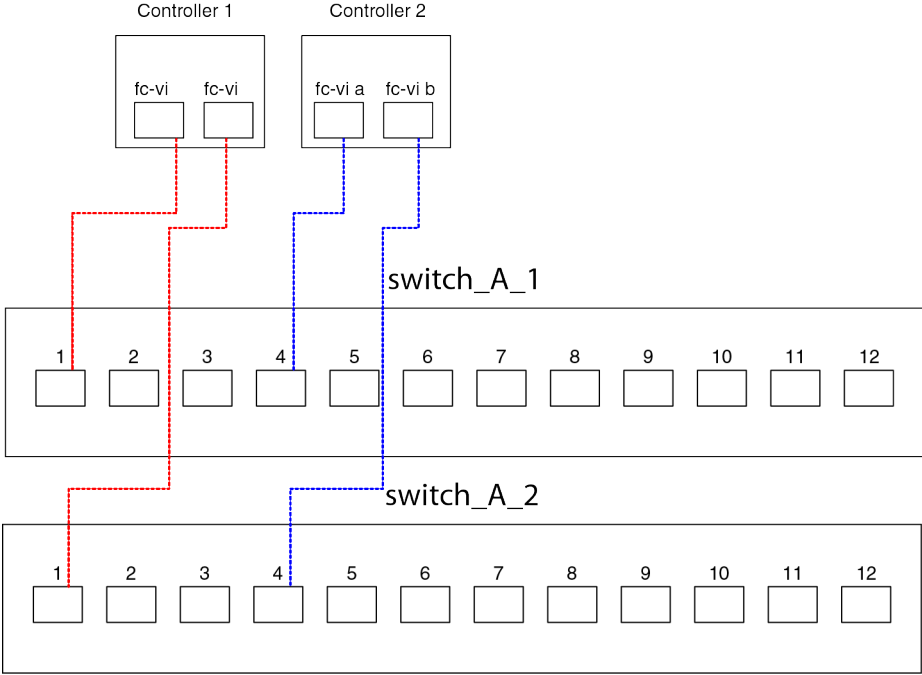 Controller 1 Controller 2
fc-vi fc-vi fc-vi a fc-vi b
switch_A_1
1 2 3 4 5 6 7 8 9 10 11 12
switch_A_2
1 2 3 4 5 6 7 8 9 10 11 12